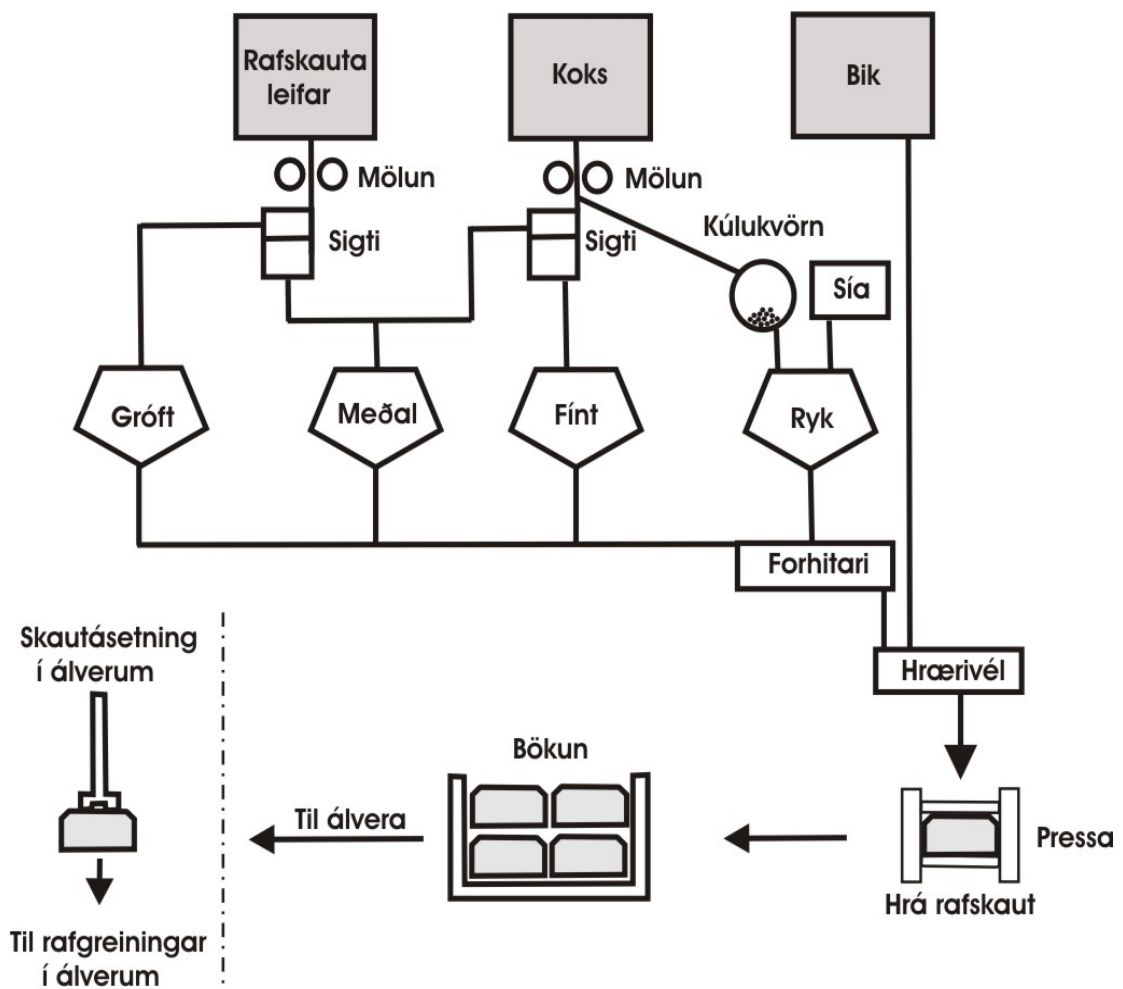 Rafskauta
leifar
Koks
Bik
Mölun
Mölun
Sigti
Sigti
Kúlukvörn
Sía
Gróft
Meðal
Fínt
Ryk
Forhitari
Hrærivél
Skautásetning
í álverum
Bökun
Til álvera
Pressa
Hrá rafskaut
Til rafgreiningar
í álverum